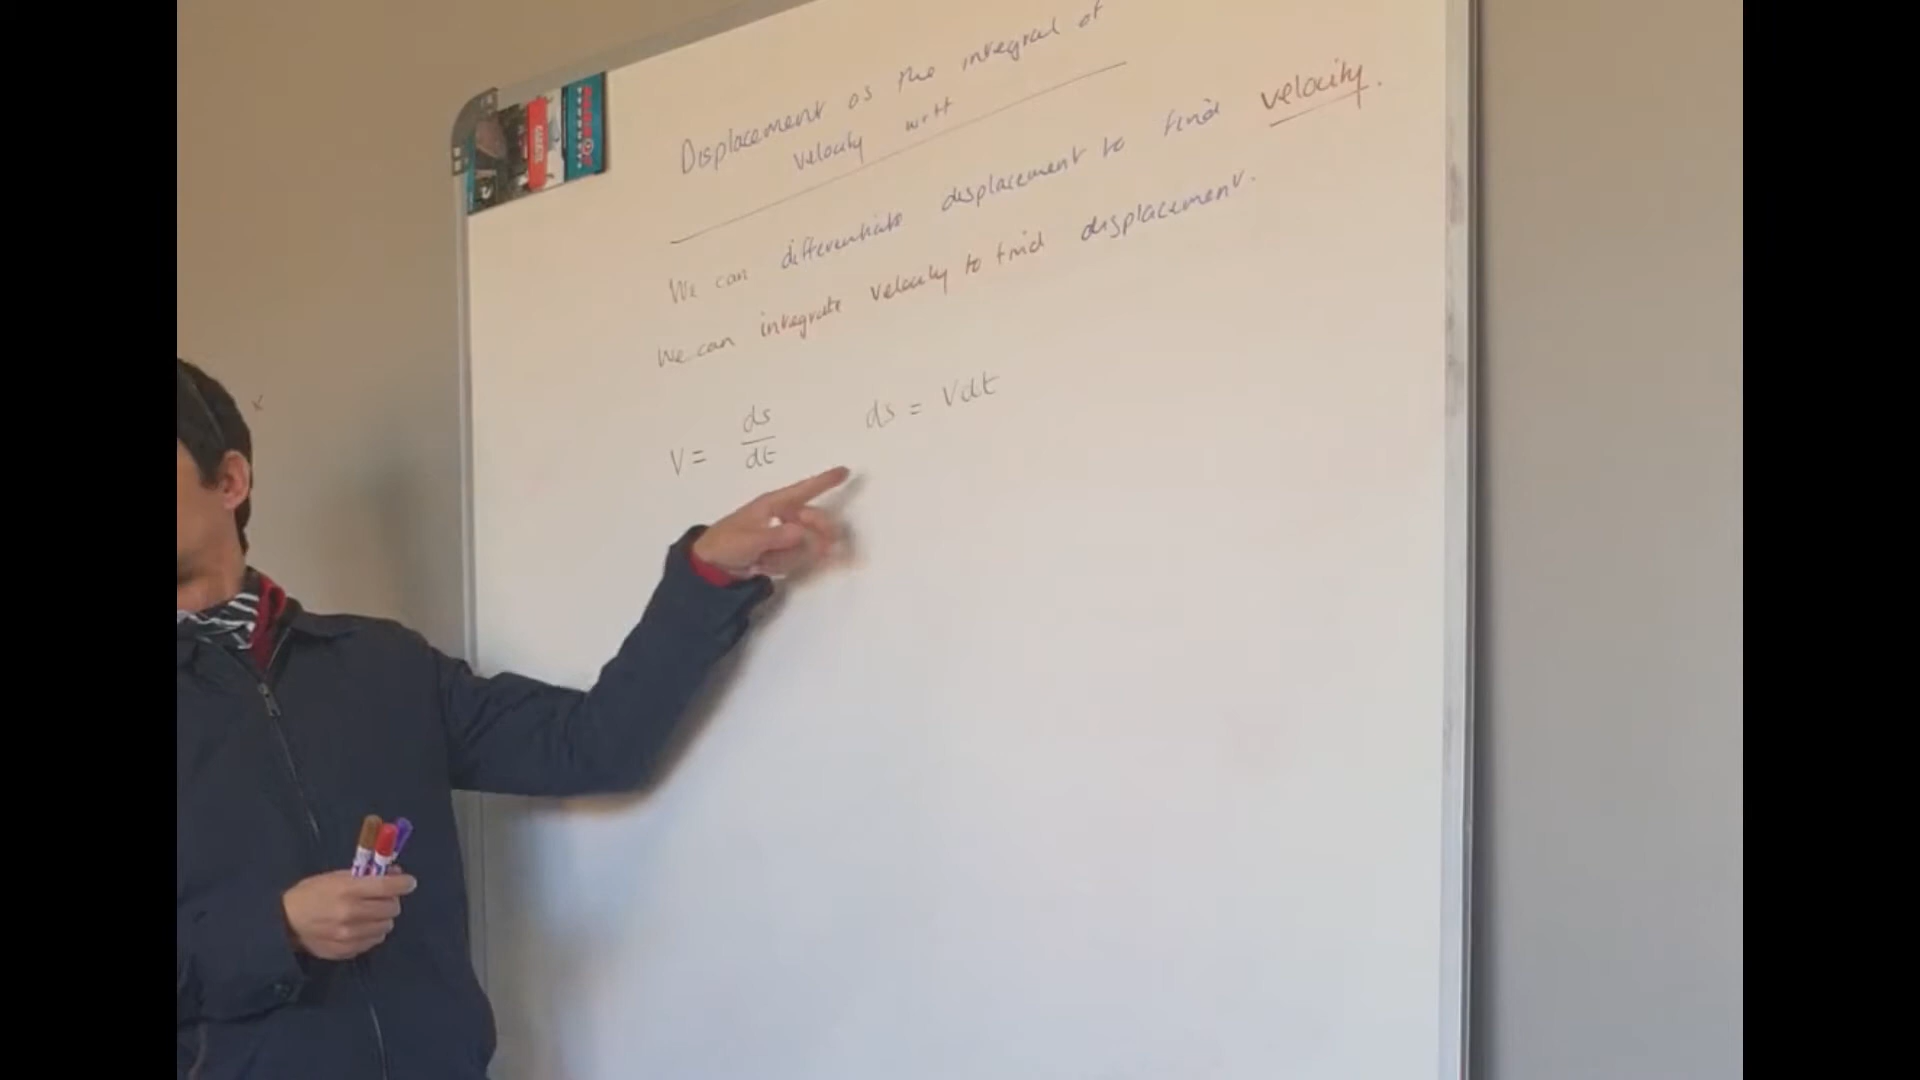 Displacement as the integral of
velocity wrt t
We can differentiate displacement to find velocity.
We can integrate velocity to find displacement.
V = ds/dt ds = Vdt